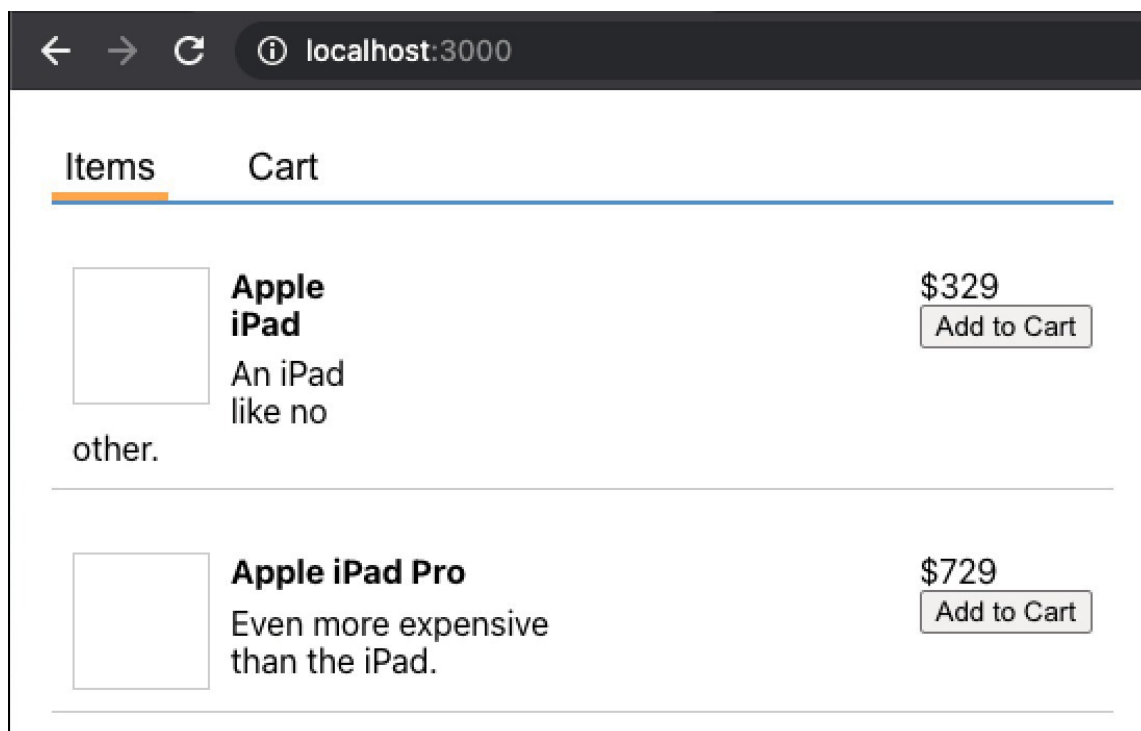 localhost:3000
Items
Cart
Apple
iPad
An iPad
like no
other.
$329
Add to Cart
Apple iPad Pro
Even more expensive
than the iPad.
$729
Add to Cart